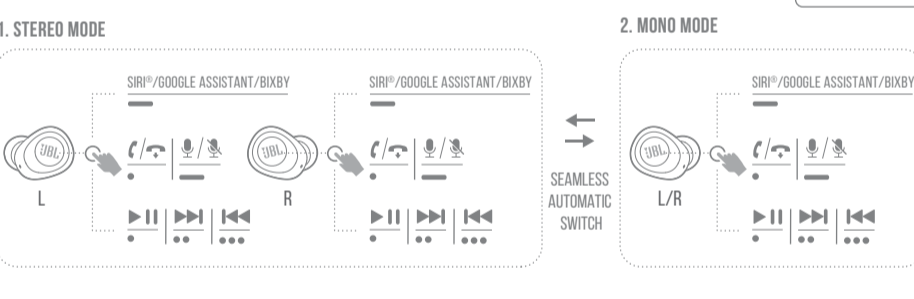 1. STEREO MODE
SIRI®/GOOGLE ASSISTANT/BIXBY
JBL
L
SIRI®/GOOGLE ASSISTANT/BIXBY
JBL
R
SEAMLESS
AUTOMATIC
SWITCH
2. MONO MODE
SIRI®/GOOGLE ASSISTANT/BIXBY
JBL
L/R